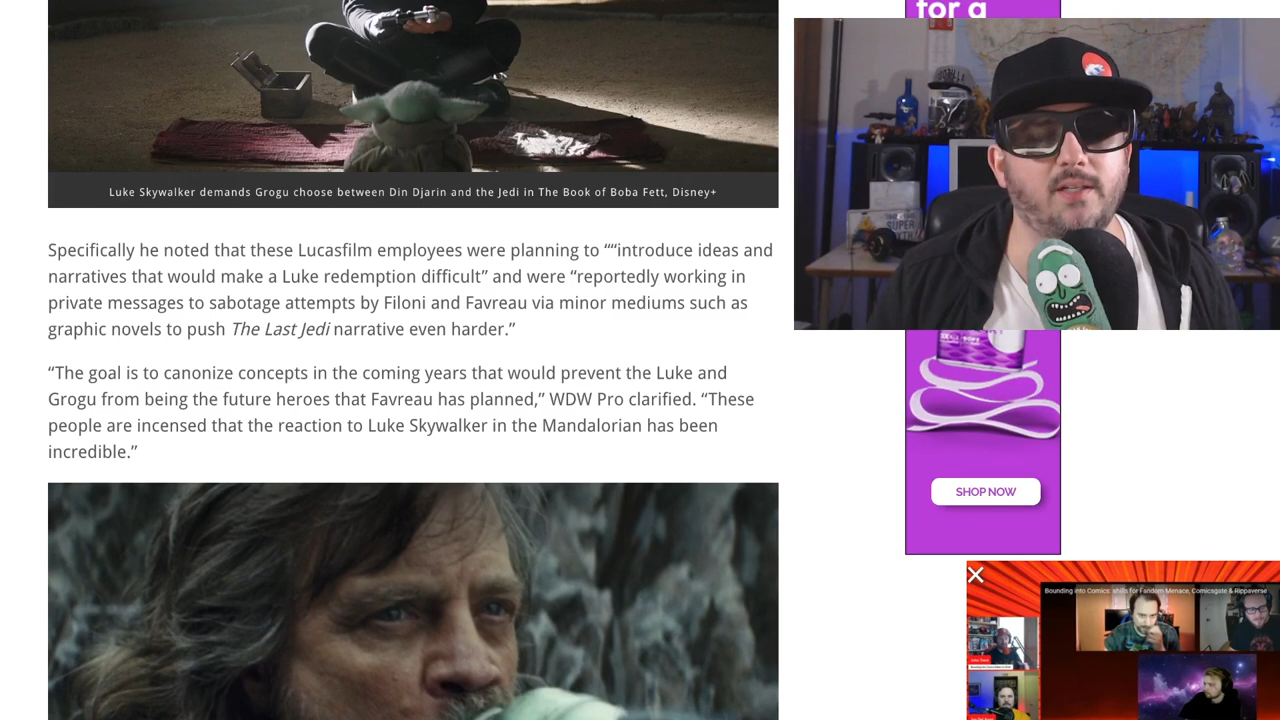 for a
Luke Skywalker demands Grogu choose between Din Djarin and the Jedi in The Book of Boba Fett, Disney+
Specifically he noted that these Lucasfilm employees were planning to ““introduce ideas and
narratives that would make a Luke redemption difficult” and were “reportedly working in
private messages to sabotage attempts by Filoni and Favreau via minor mediums such as
graphic novels to push The Last Jedi narrative even harder.”
“The goal is to canonize concepts in the coming years that would prevent the Luke and
Grogu from being the future heroes that Favreau has planned,” WDW Pro clarified. “These
people are incensed that the reaction to Luke Skywalker in the Mandalorian has been
incredible.”
SUPER
SHOP NOW
Bounding into Comics: shills for Fandom Menace, Comicsgate & Rippaverse